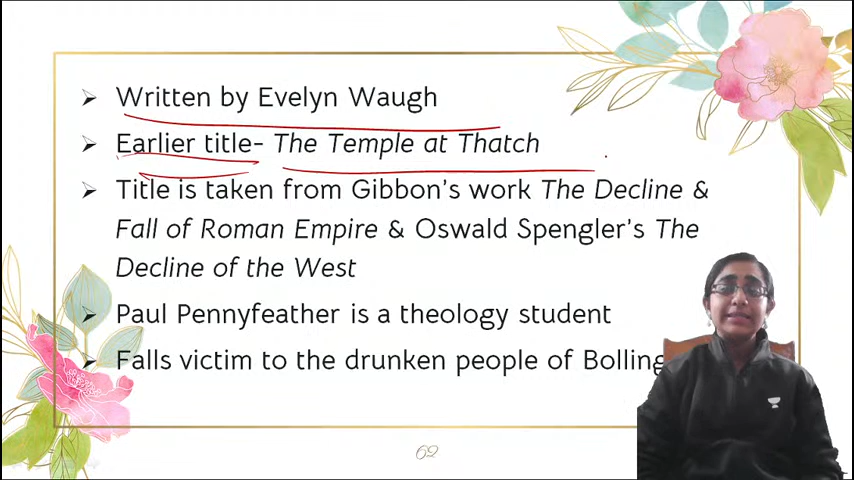 Written by Evelyn Waugh
Earlier title- The Temple at Thatch
Title is taken from Gibbon's work The Decline &
Fall of Roman Empire & Oswald Spengler's The
Decline of the West
Paul Pennyfeather is a theology student
Falls victim to the drunken people of Bolling
62